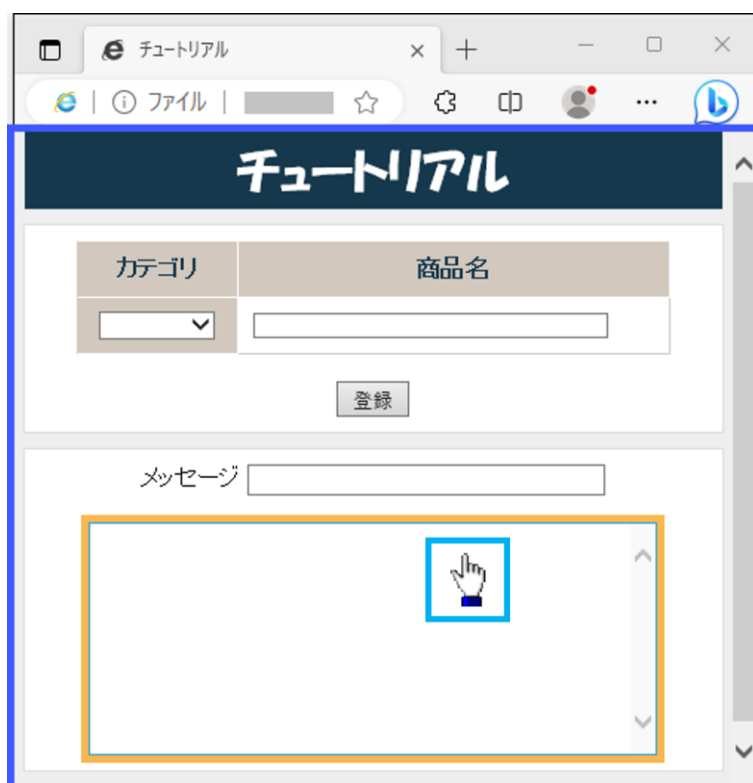 チュートリアル
ファイル
チュートリアル
カテゴリ 商品名
登録
メッセージ